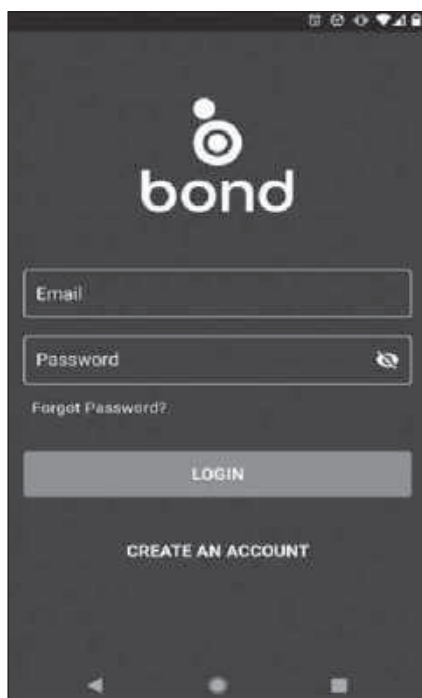 bond
Email
Password
Forgot Password?
LOGIN
CREATE AN ACCOUNT